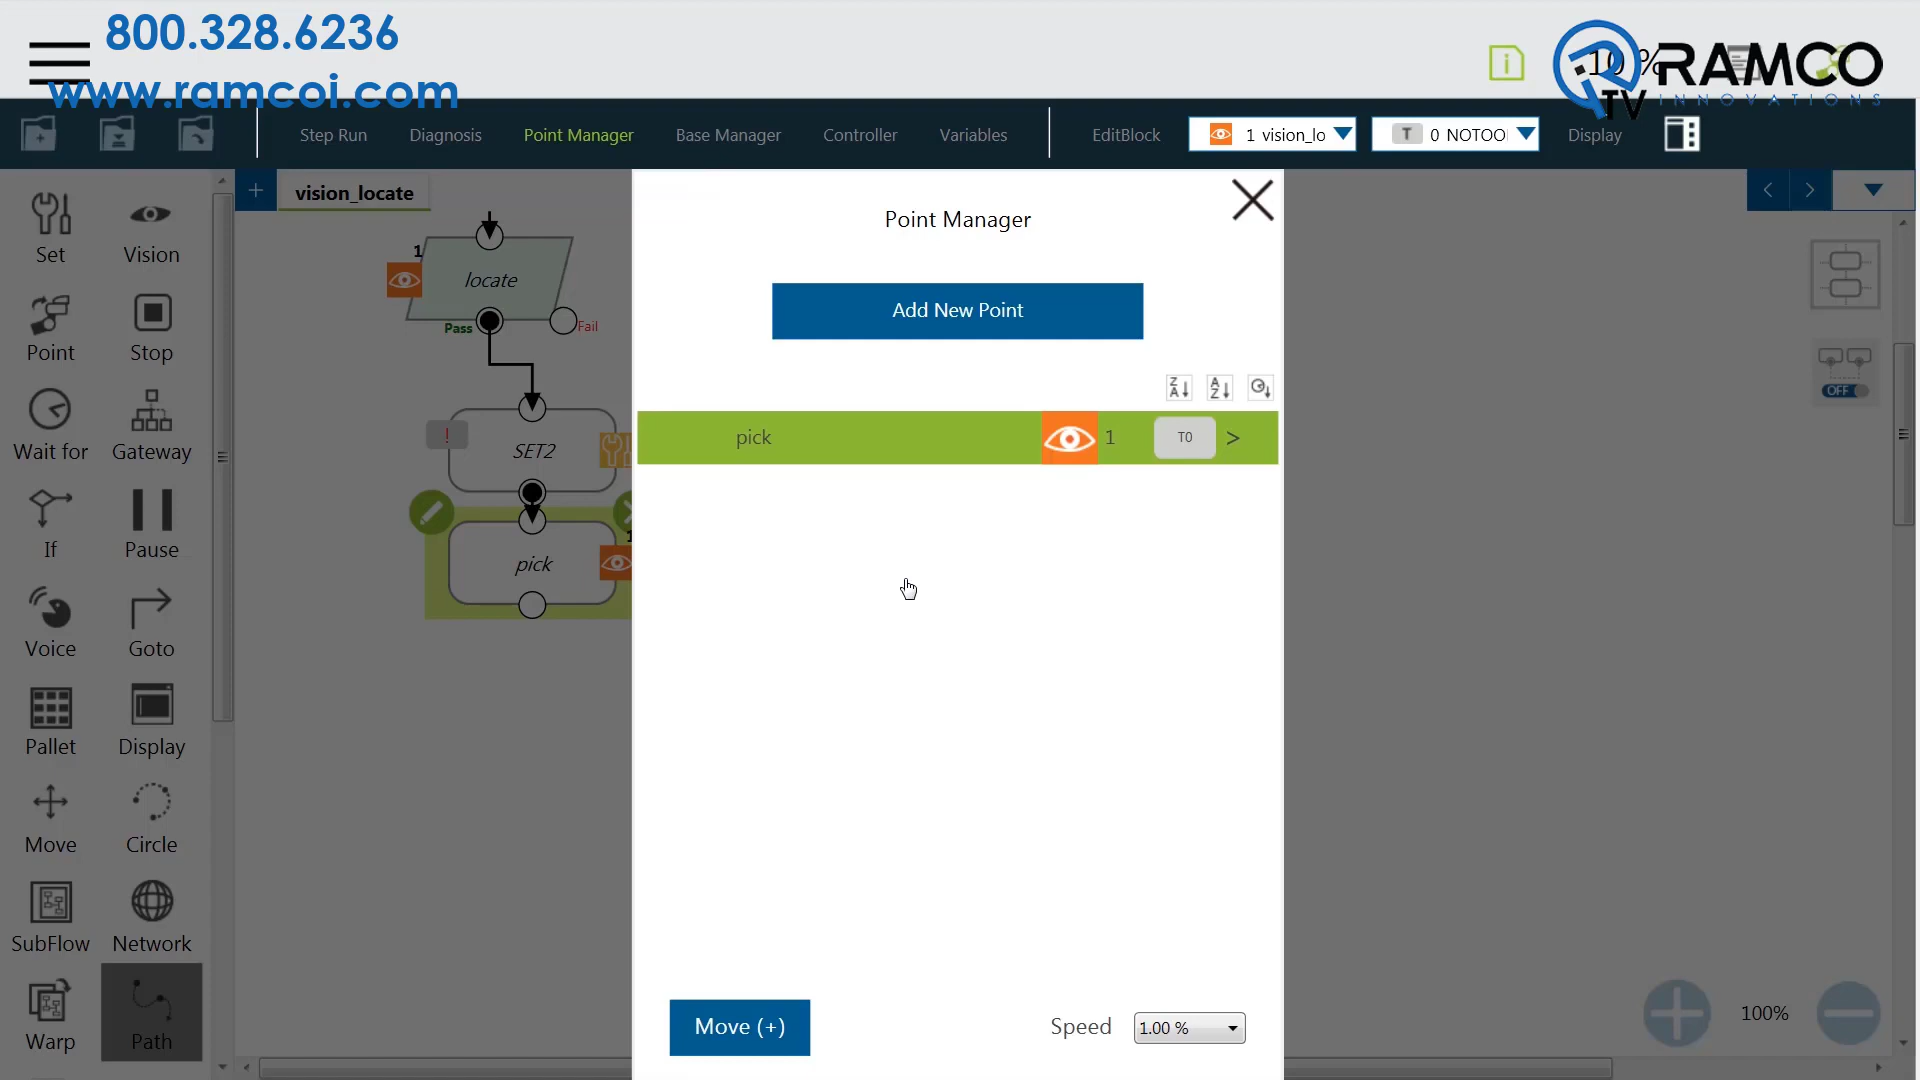 800.328.6236
www.ramcoi.com
10 %
RAMCO
TV
INNOVATIONS
Step Run
Diagnosis
Point Manager
Base Manager
Controller
Variables
EditBlock
1 vision_lo
T 0 NOTOO
Display
Set
Vision
Point
Stop
Wait for
Gateway
If
Pause
Voice
Goto
Pallet
Display
Move
Circle
SubFlow
Network
Warp
Path
+ vision_locate
1
locate
Pass
Fail
!
SET2
1
pick
Point Manager
Add New Point
Z A
A Z
pick 1 T0 >
Move (+)
Speed 1.00 %
OFF
100%